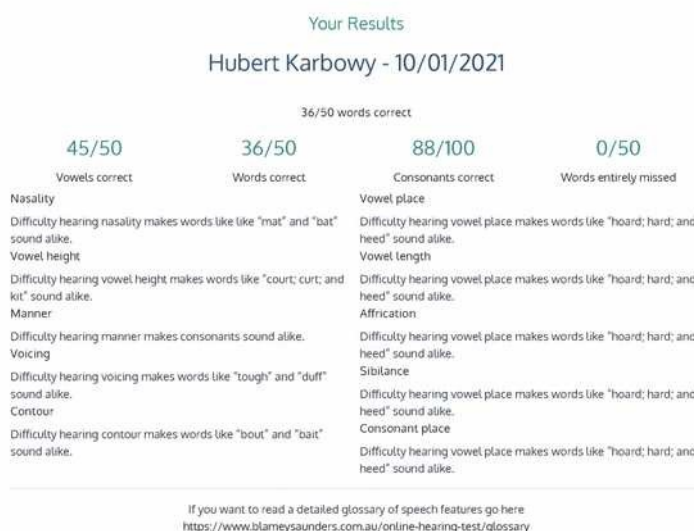 Your Results
Hubert Karbowy - 10/01/2021
36/50 words correct
45/50
Vowels correct
36/50
Words correct
88/100
Consonants correct
0/50
Words entirely missed
Nasality
Difficulty hearing nasality makes words like like "mat" and "bat"
sound alike.
Vowel height
Difficulty hearing vowel height makes words like "court; curt; and
kit" sound alike.
Manner
Difficulty hearing manner makes consonants sound alike.
Voicing
Difficulty hearing voicing makes words like "tough" and "duff"
sound alike.
Contour
Difficulty hearing contour makes words like "bout" and "bait"
sound alike.
Vowel place
Difficulty hearing vowel place makes words like "hoard; hard; and
heed" sound alike.
Vowel length
Difficulty hearing vowel place makes words like "hoard; hard; and
heed" sound alike.
Affrication
Difficulty hearing vowel place makes words like "hoard; hard; and
heed" sound alike.
Sibilance
Difficulty hearing vowel place makes words like "hoard; hard; and
heed" sound alike.
Consonant place
Difficulty hearing vowel place makes words like "hoard; hard; and
heed" sound alike.
If you want to read a detailed glossary of speech features go here
https://www.blameysaunders.com.au/online-hearing-test/glossary